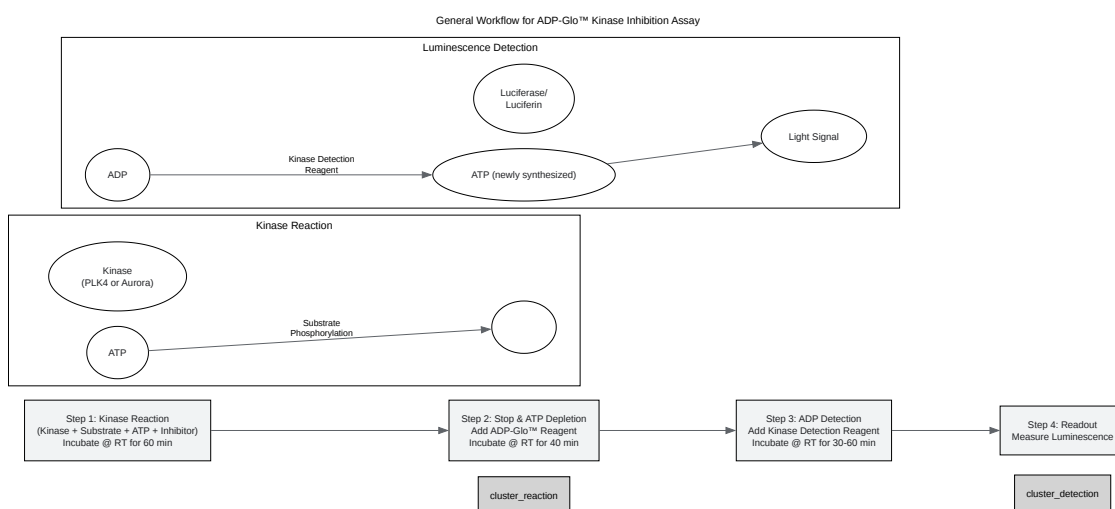 General Workflow for ADP-Glo™ Kinase Inhibition Assay
Luminescence Detection
Luciferase/
Luciferin
Light Signal
Kinase Detection
Reagent
ADP
ATP (newly synthesized)
Kinase Reaction
Kinase
(PLK4 or Aurora)
Substrate
Phosphorylation
ATP
Step 1: Kinase Reaction
(Kinase + Substrate + ATP + Inhibitor)
Incubate @ RT for 60 min
Step 2: Stop & ATP Depletion
Add ADP-Glo™ Reagent
Incubate @ RT for 40 min
Step 3: ADP Detection
Add Kinase Detection Reagent
Incubate @ RT for 30-60 min
Step 4: Readout
Measure Luminescence
cluster_reaction
cluster_detection